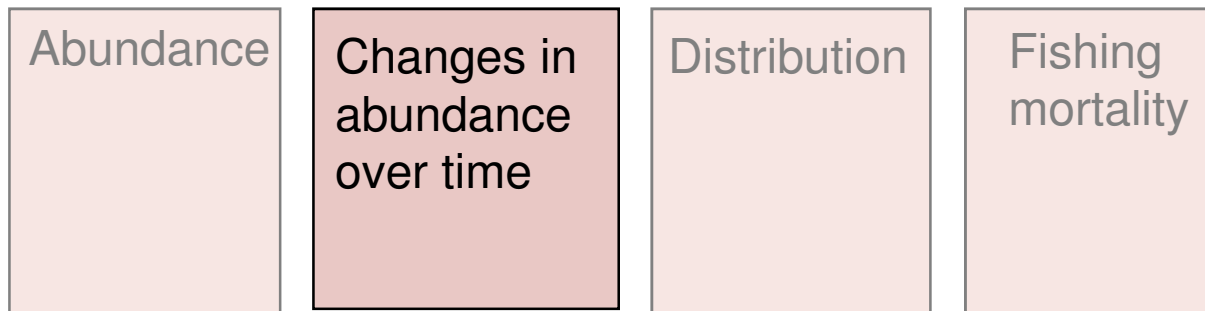 Abundance
Changes in
abundance
over time
Distribution
Fishing
mortality